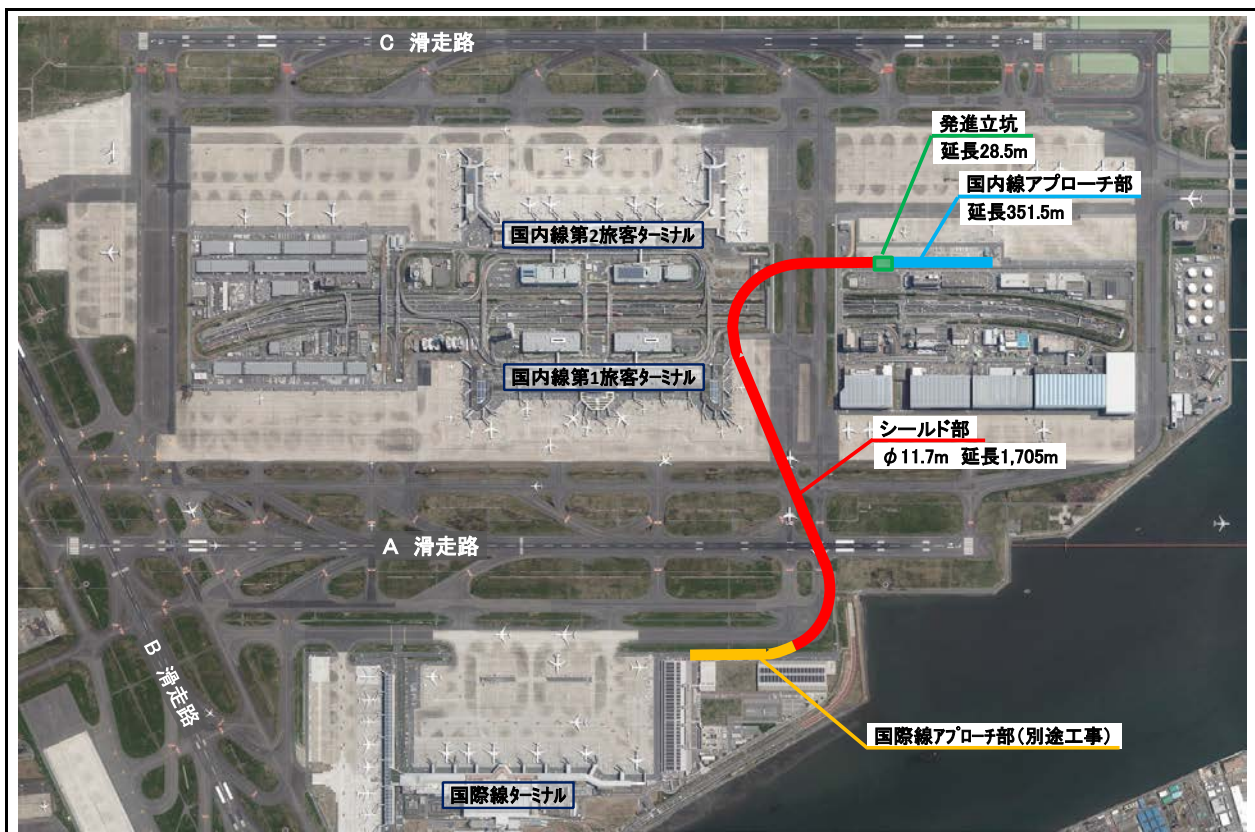 C 滑走路
発進立坑
延長28.5m
国内線アプローチ部
延長351.5m
国内線第2旅客ターミナル
国内線第1旅客ターミナル
シールド部
φ11.7m 延長1,705m
A 滑走路
B 滑走路
国際線アプローチ部(別途工事)
国際線ターミナル